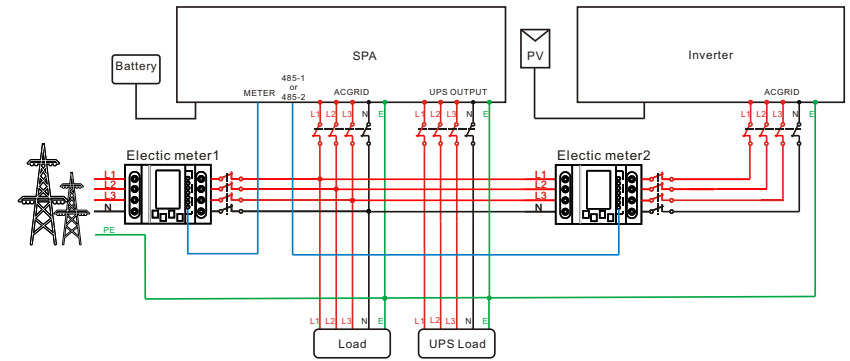 SPA
Inverter
Battery
PV
485-1
or
485-2
METER
ACGRID
UPS OUTPUT
ACGRID
L1 L2 L3 N E
L1 L2 L3 N E
L1 L2 L3 N E
Electic meter1
Electic meter2
L1
L2
L3
N
PE
L1
L2
L3
N
L1 L2 L3 N E
L1 L2 L3 N E
Load
UPS Load